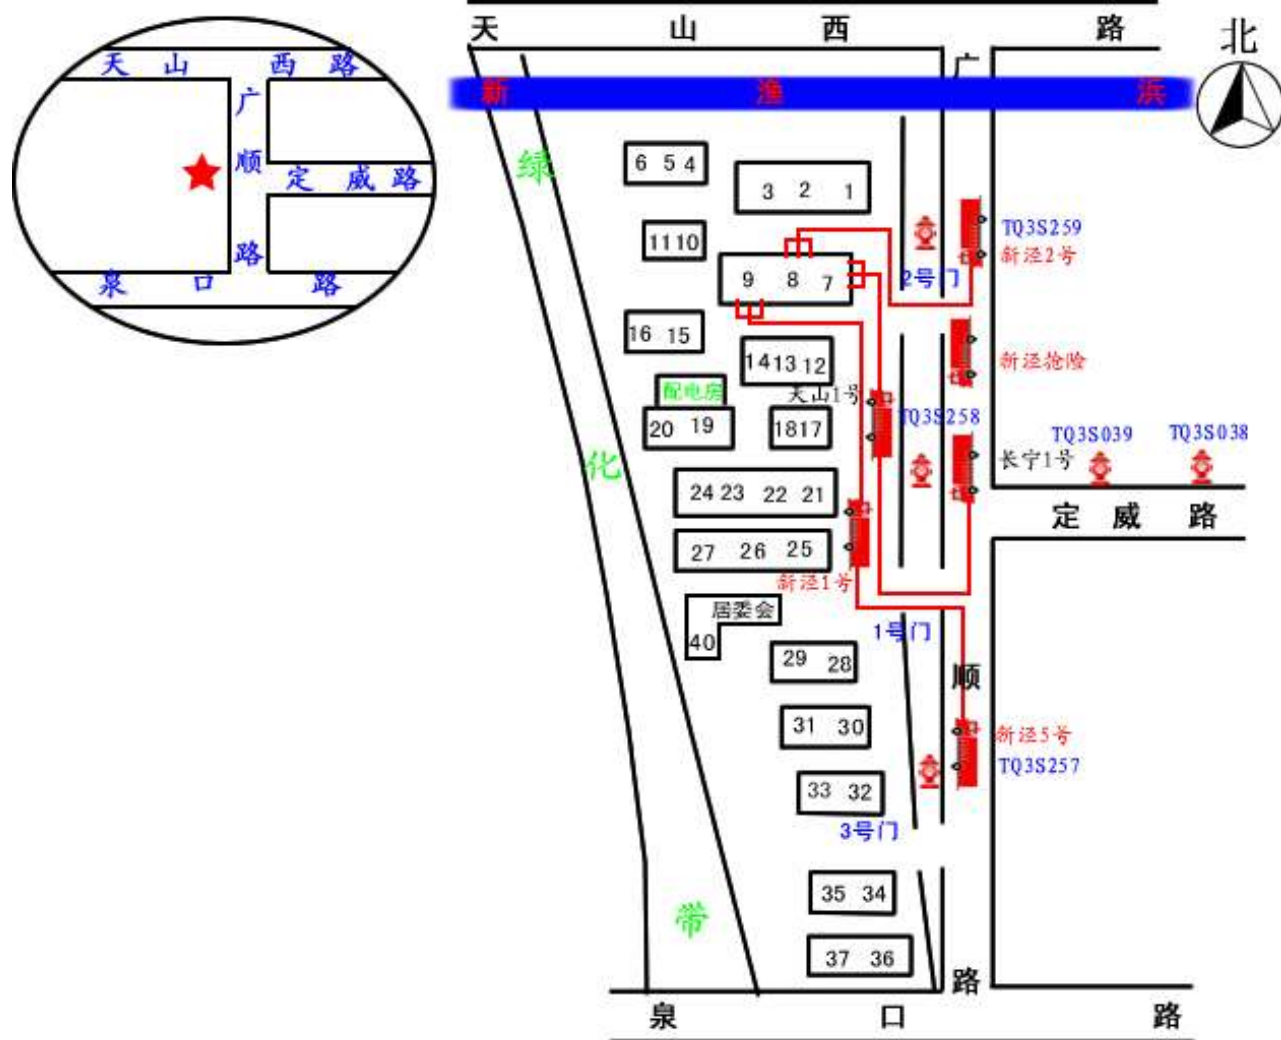 天山西路
广
顺
定威路
路
泉口路
天山西路
北
广
新渔浜
绿
6 5 4
3 2 1
TQ3S259
新泾2号
11 10
9 8 7
2号门
16 15
14 13 12
新泾抢险
配电房
天山1号
TQ3S258
20 19
18 17
TQ3S039
TQ3S038
长宁1号
化
24 23 22 21
定威路
27 26 25
新泾1号
居委会
40
1号门
29 28
顺
31 30
新泾5号
TQ3S257
33 32
3号门
35 34
带
37 36
路
泉口路